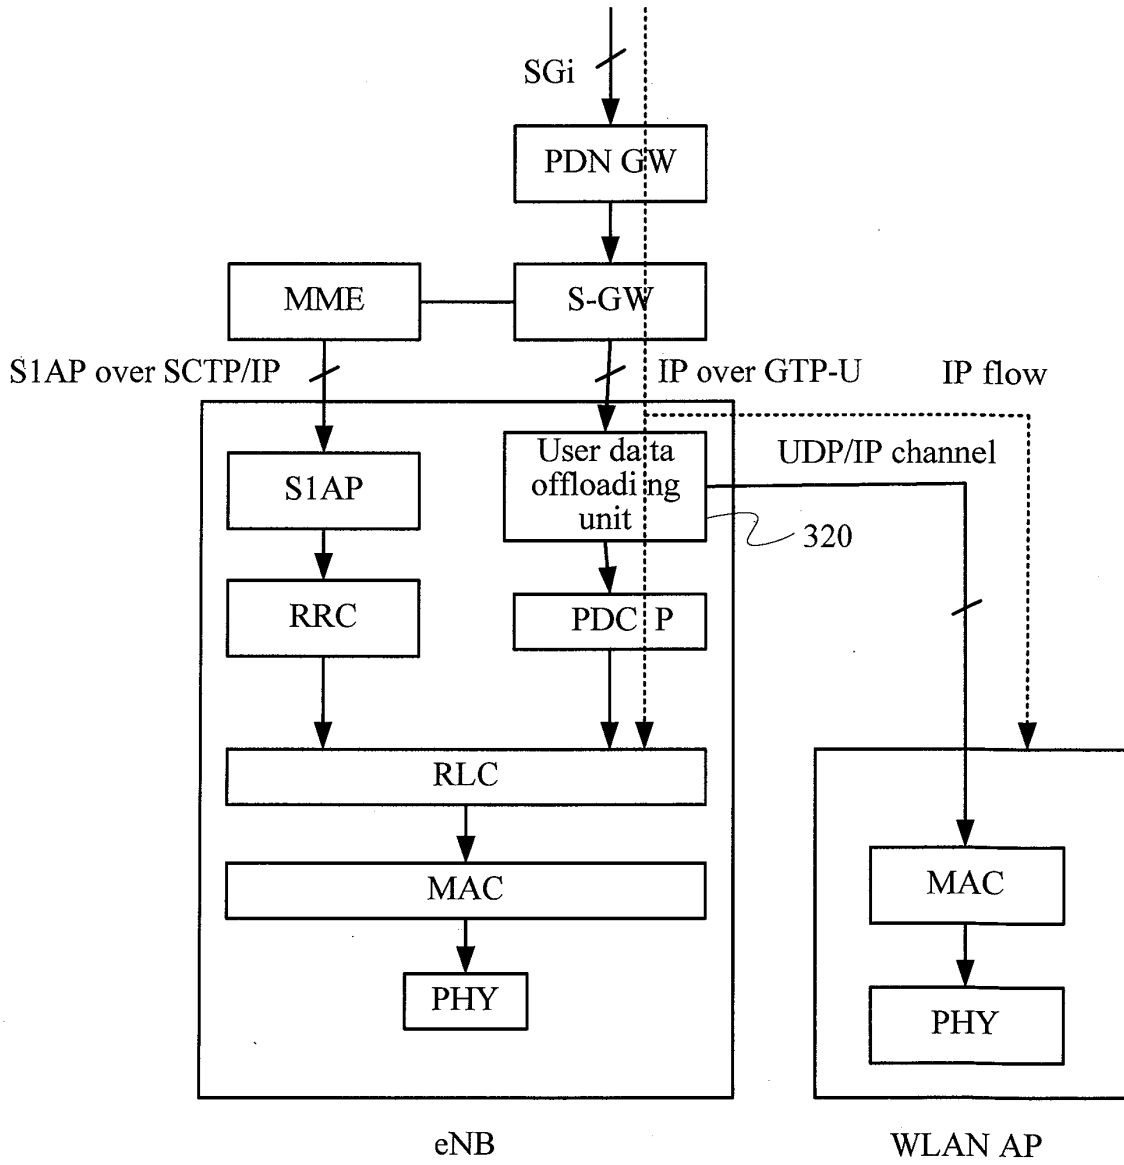 SGi
PDN GW
MME
S-GW
S1AP over SCTP/IP
IP over GTP-U
IP flow
User data
offloading
unit
UDP/IP channel
S1AP
320
RRC
PDC P
RLC
MAC
MAC
PHY
PHY
eNB
WLAN AP